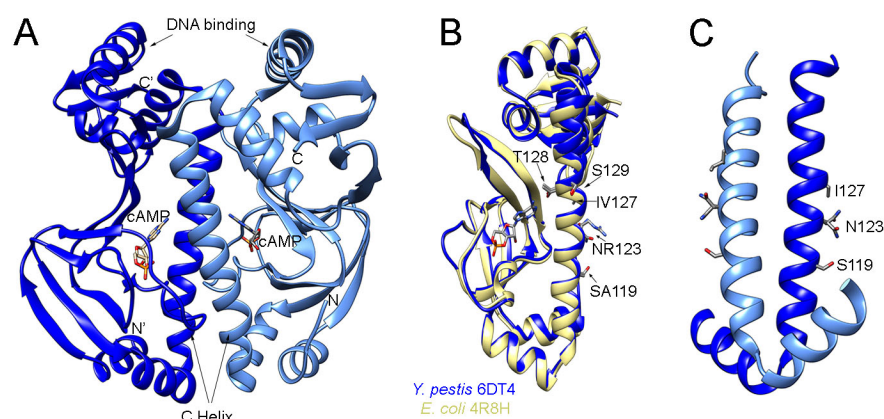 A
DNA binding
C'
C
cAMP
cAMP
N'
N
C Helix
B
T128
S129
IV127
NR123
SA119
Y. pestis 6DT4
E. coli 4R8H
C
I127
N123
S119